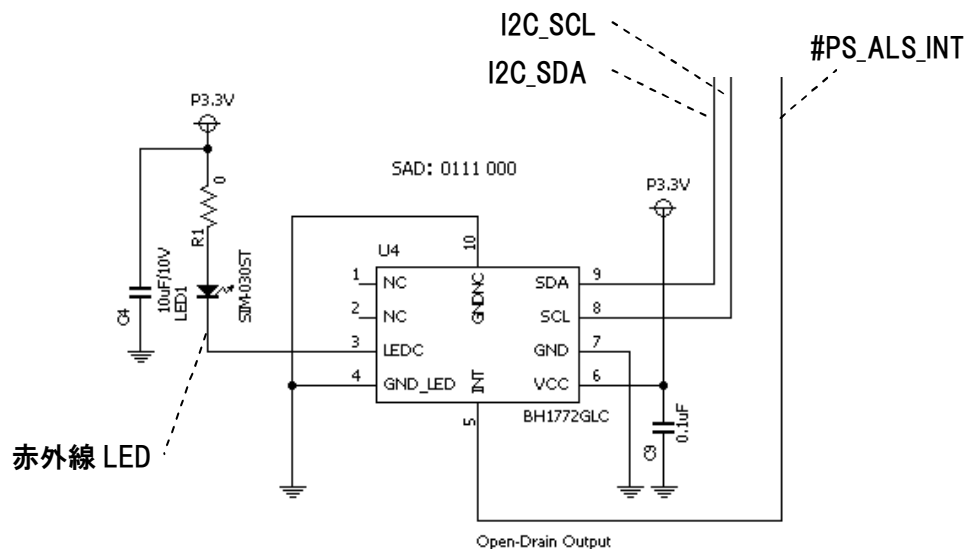 I2C_SCL
#PS_ALS_INT
I2C_SDA
P3.3V
SAD: 0111 000
P3.3V
0
R1
10uF/10V
C4
LED1
SIM-030ST
U4
10
GNDNC
1 NC
2 NC
3 LEDC
4 GND_LED
INT
5
SDA 9
SCL 8
GND 7
VCC 6
BH1772GLC
C9
0.1uF
赤外線 LED
Open-Drain Output